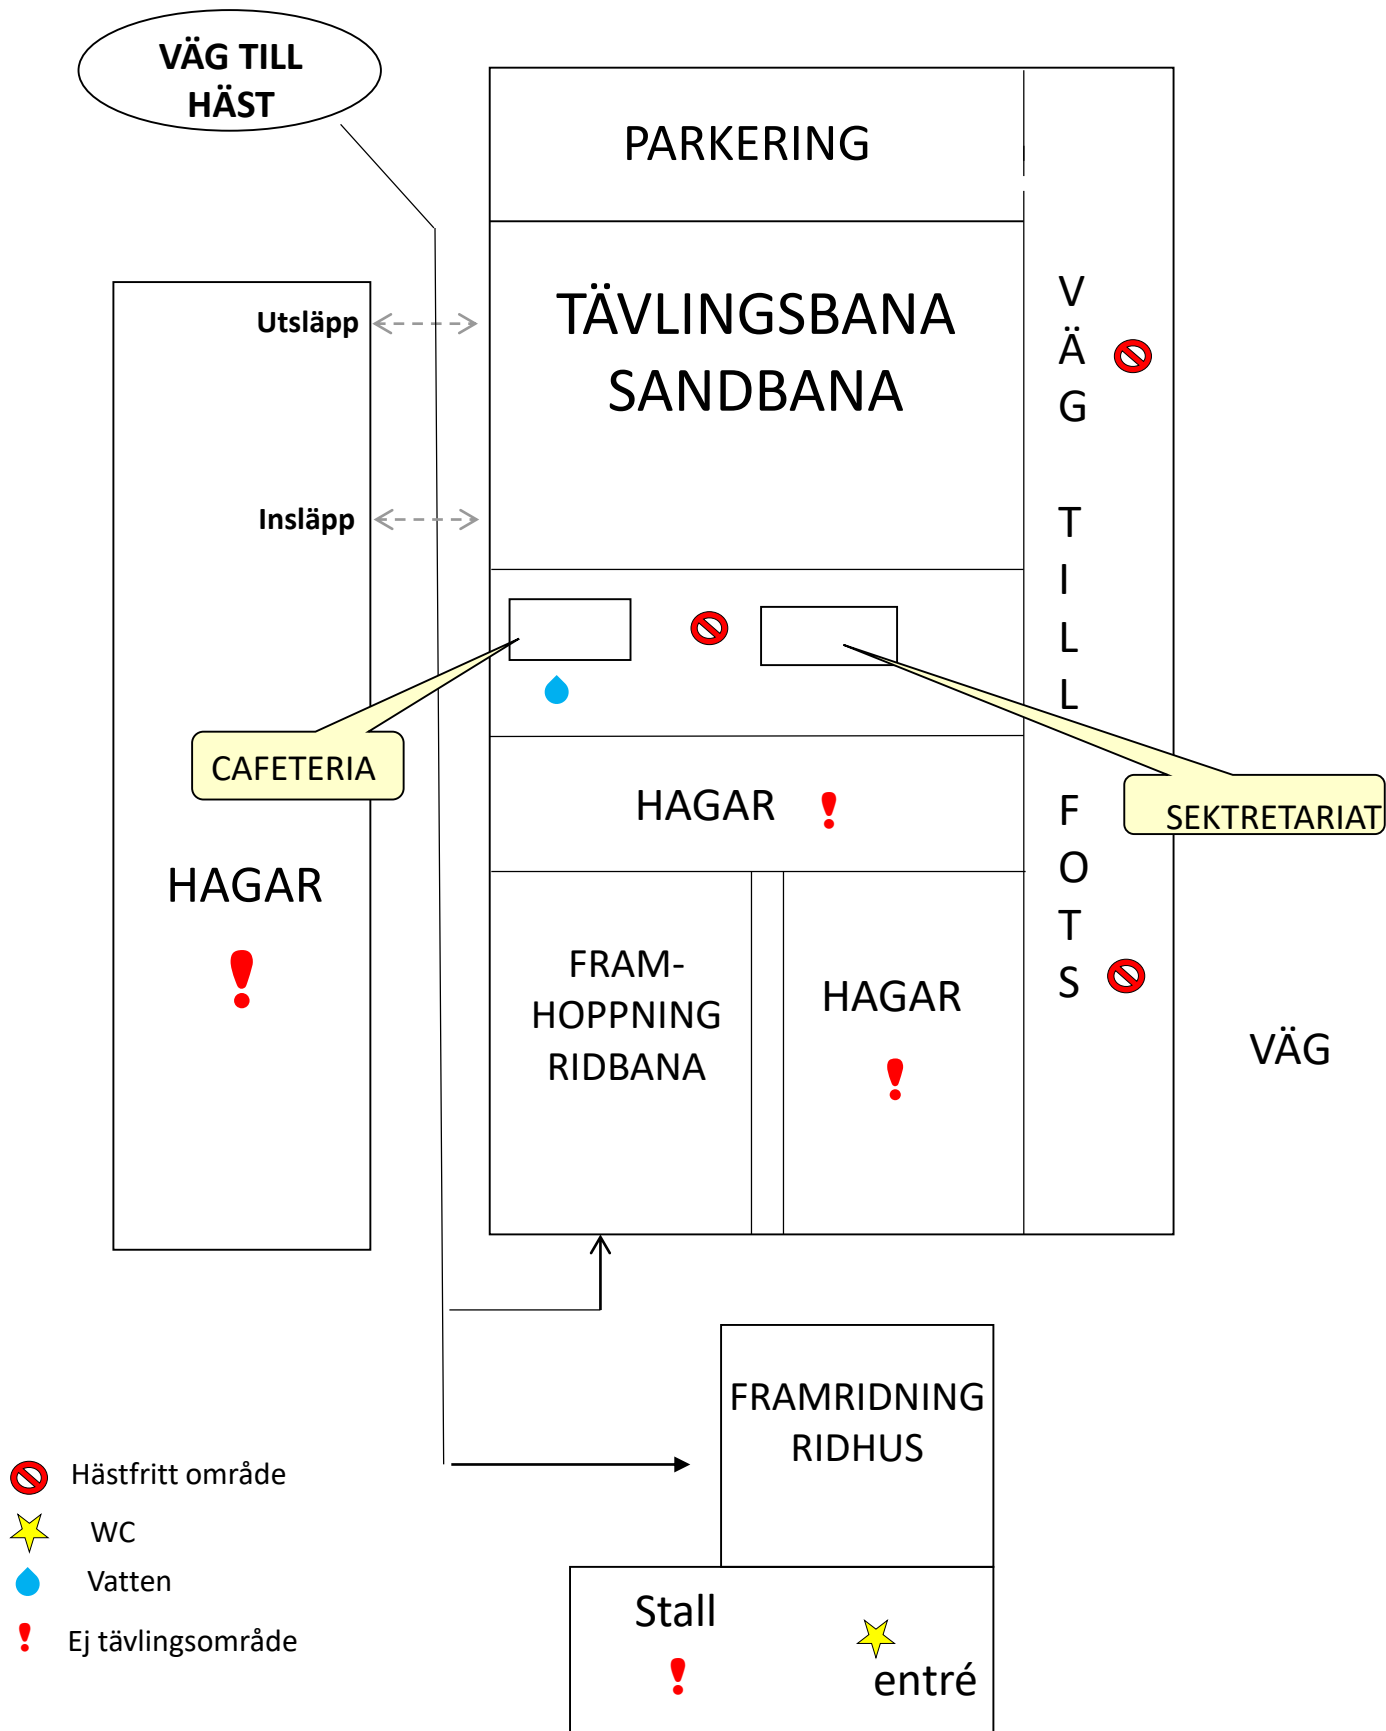 VÄG TILL
HÄST
PARKERING
Utsläpp
TÄVLINGSBANA
SANDBANA
Insläpp
V
Ä
G
T
I
L
L
F
O
T
S
CAFETERIA
SEKTRETARIAT
HAGAR
HAGAR
FRAM-
HOPPNING
RIDBANA
HAGAR
VÄG
FRAMRIDNING
RIDHUS
Hästfritt område
WC
Vatten
Ej tävlingsområde
Stall
entré